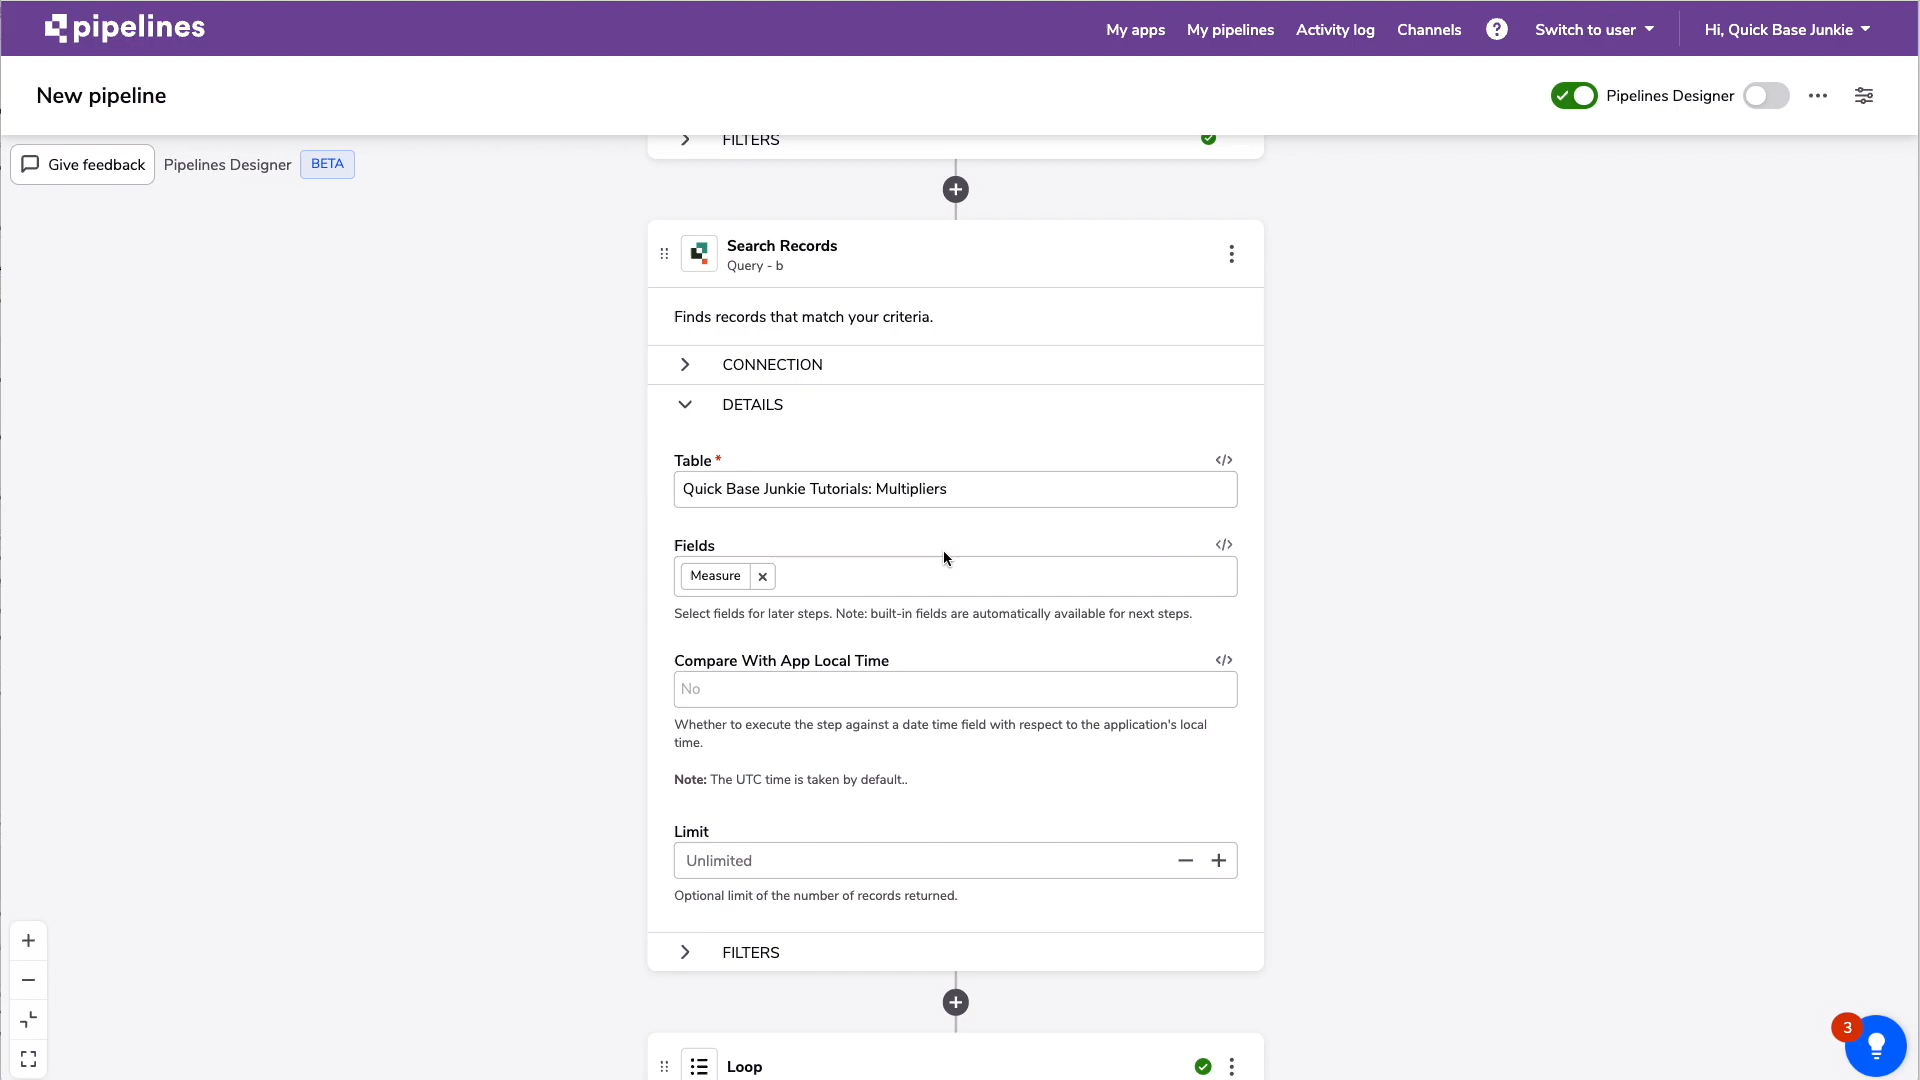 pipelines
My apps
My pipelines
Activity log
Channels
?
Switch to user
Hi, Quick Base Junkie
New pipeline
Pipelines Designer
Give feedback
Pipelines Designer
BETA
FILTERS
Search Records
Query - b
Finds records that match your criteria.
CONNECTION
DETAILS
Table *
</>
Quick Base Junkie Tutorials: Multipliers
Fields
</>
Measure
Select fields for later steps. Note: built-in fields are automatically available for next steps.
Compare With App Local Time
</>
No
Whether to execute the step against a date time field with respect to the application's local
time.
Note: The UTC time is taken by default..
Limit
Unlimited
Optional limit of the number of records returned.
FILTERS
Loop
3